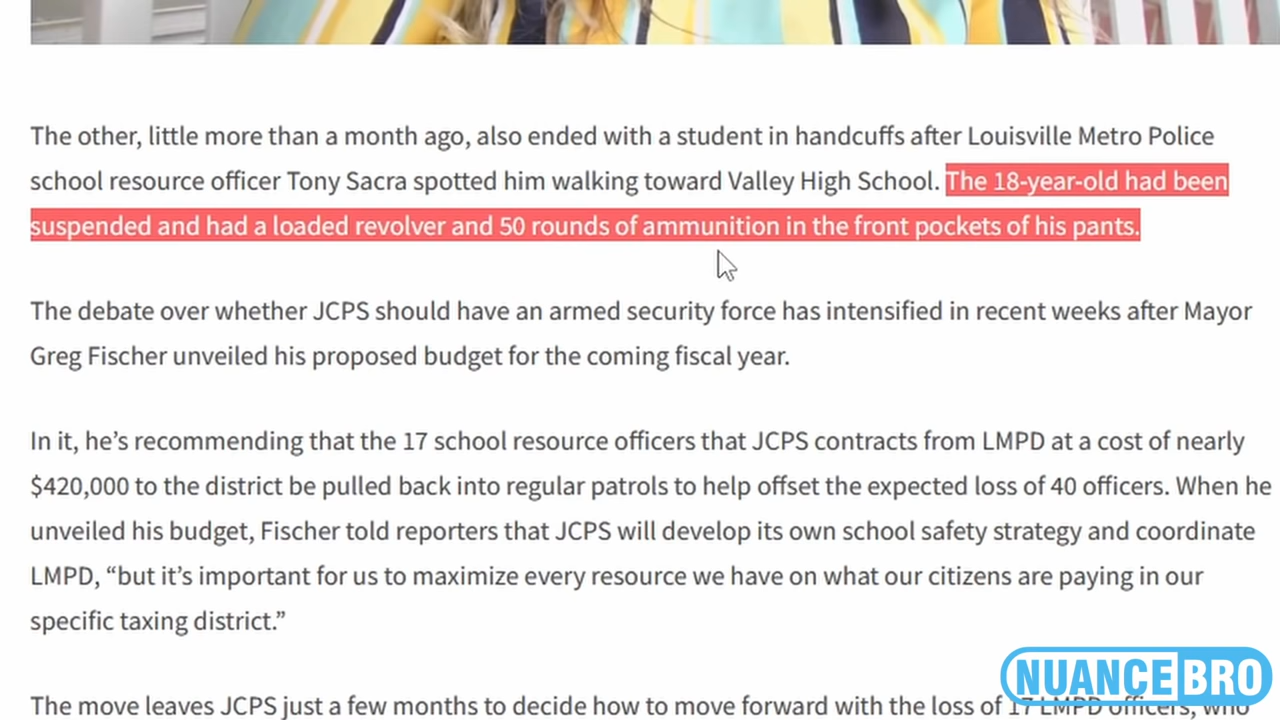 The other, little more than a month ago, also ended with a student in handcuffs after Louisville Metro Police
school resource officer Tony Sacra spotted him walking toward Valley High School. The 18-year-old had been
suspended and had a loaded revolver and 50 rounds of ammunition in the front pockets of his pants.
The debate over whether JCPS should have an armed security force has intensified in recent weeks after Mayor
Greg Fischer unveiled his proposed budget for the coming fiscal year.
In it, he’s recommending that the 17 school resource officers that JCPS contracts from LMPD at a cost of nearly
$420,000 to the district be pulled back into regular patrols to help offset the expected loss of 40 officers. When he
unveiled his budget, Fischer told reporters that JCPS will develop its own school safety strategy and coordinate
LMPD, “but it’s important for us to maximize every resource we have on what our citizens are paying in our
specific taxing district.”
The move leaves JCPS just a few months to decide how to move forward with the loss of 17 LMPD officers, who
NUANCEBRO